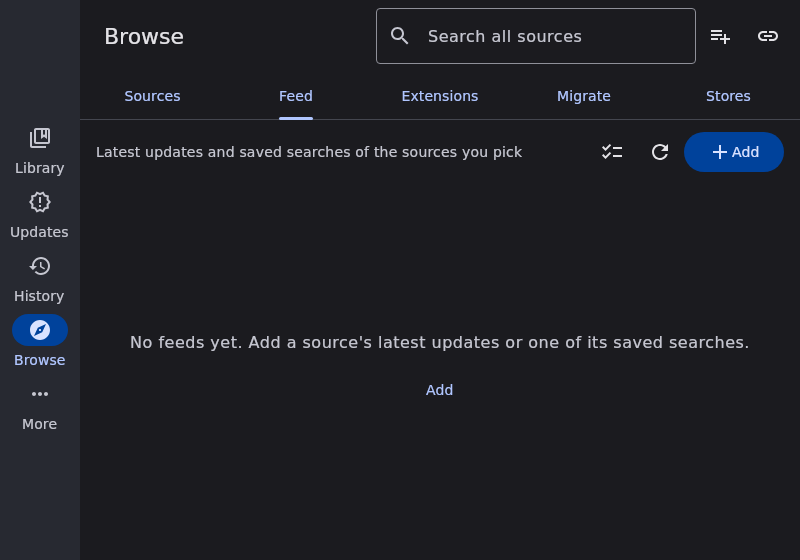 Browse
Search all sources
Sources
Feed
Extensions
Migrate
Stores
Latest updates and saved searches of the sources you pick
Add
Library
Updates
History
Browse
More
No feeds yet. Add a source's latest updates or one of its saved searches.
Add